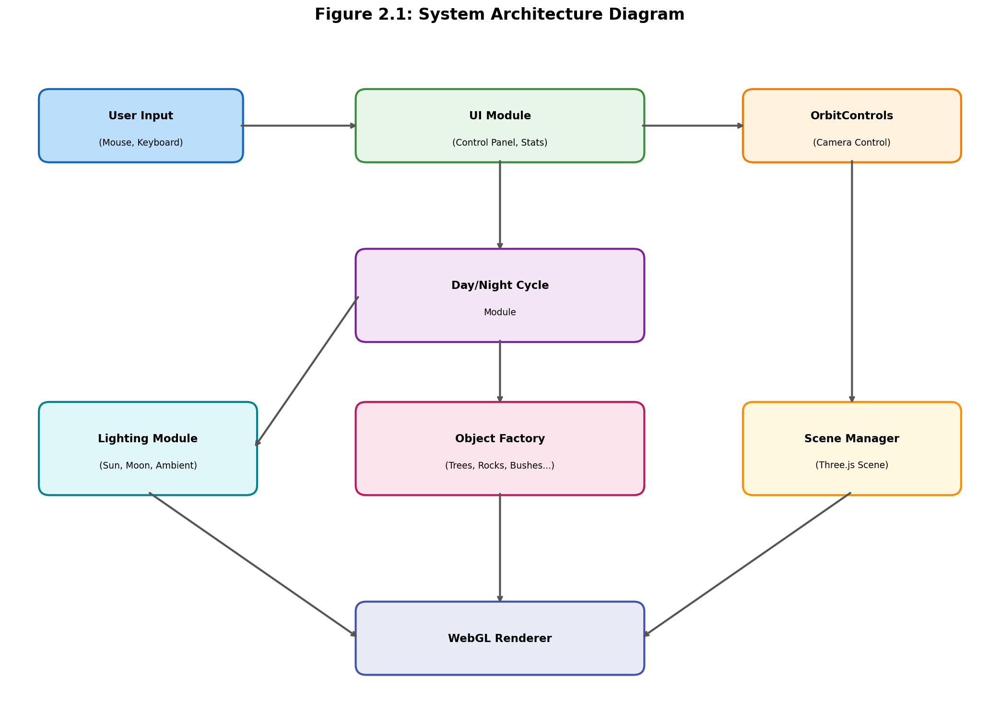 Figure 2.1: System Architecture Diagram
User Input
(Mouse, Keyboard)
UI Module
(Control Panel, Stats)
OrbitControls
(Camera Control)
Day/Night Cycle
Module
Lighting Module
(Sun, Moon, Ambient)
Object Factory
(Trees, Rocks, Bushes...)
Scene Manager
(Three.js Scene)
WebGL Renderer